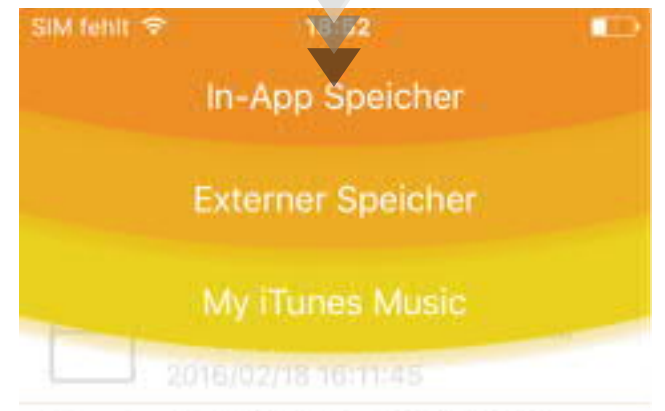 SIM fehlt
In-App Speicher
Externer Speicher
My iTunes Music
2016/02/18 16:11:45